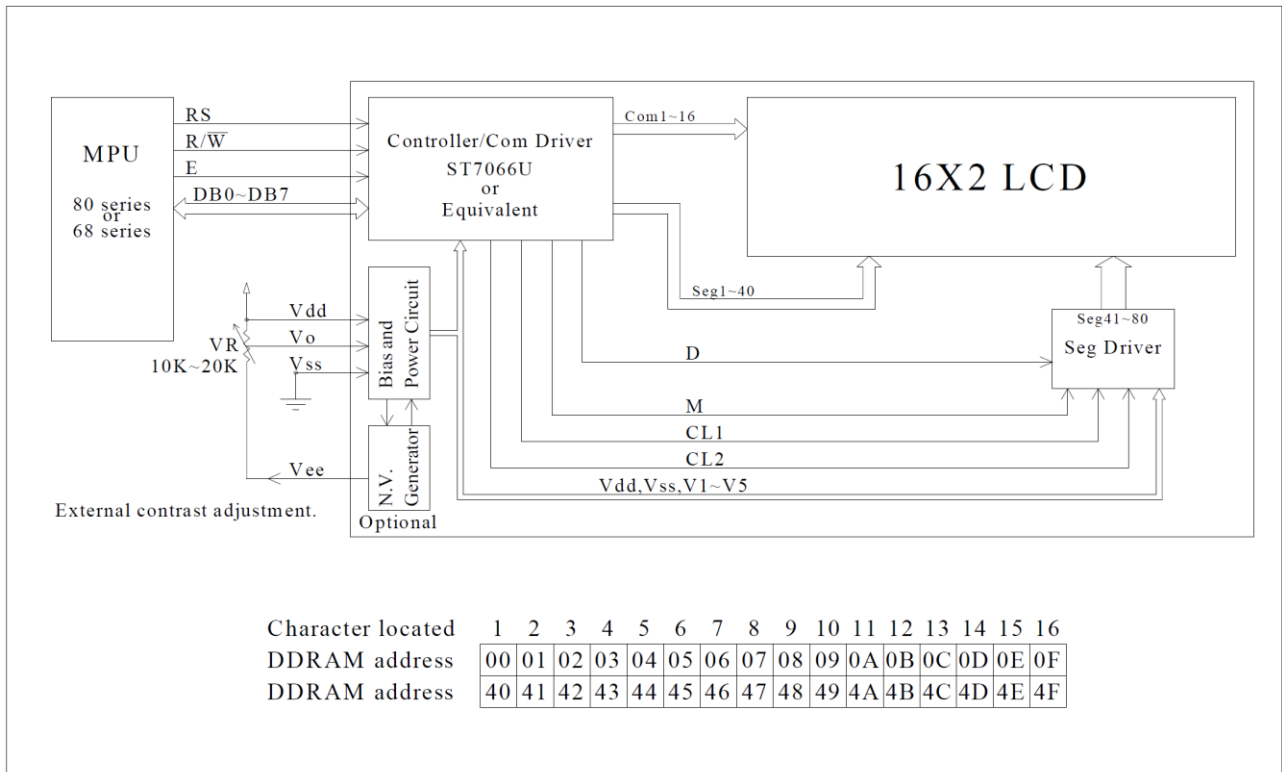 MPU
80 series
or
68 series
RS
R/W̅
E
DB0~DB7
Controller/Com Driver
ST7066U
or
Equivalent
Com1~16
16X2 LCD
Seg1~40
Seg41~80
Seg Driver
D
M
CL1
CL2
Vdd,Vss,V1~V5
Vdd
Vo
Vss
VR
10K~20K
Bias and
Power Circuit
N.V.
Generator
Vee
Optional
External contrast adjustment.
Character located 1 2 3 4 5 6 7 8 9 10 11 12 13 14 15 16
DDRAM address 00 01 02 03 04 05 06 07 08 09 0A 0B 0C 0D 0E 0F
DDRAM address 40 41 42 43 44 45 46 47 48 49 4A 4B 4C 4D 4E 4F